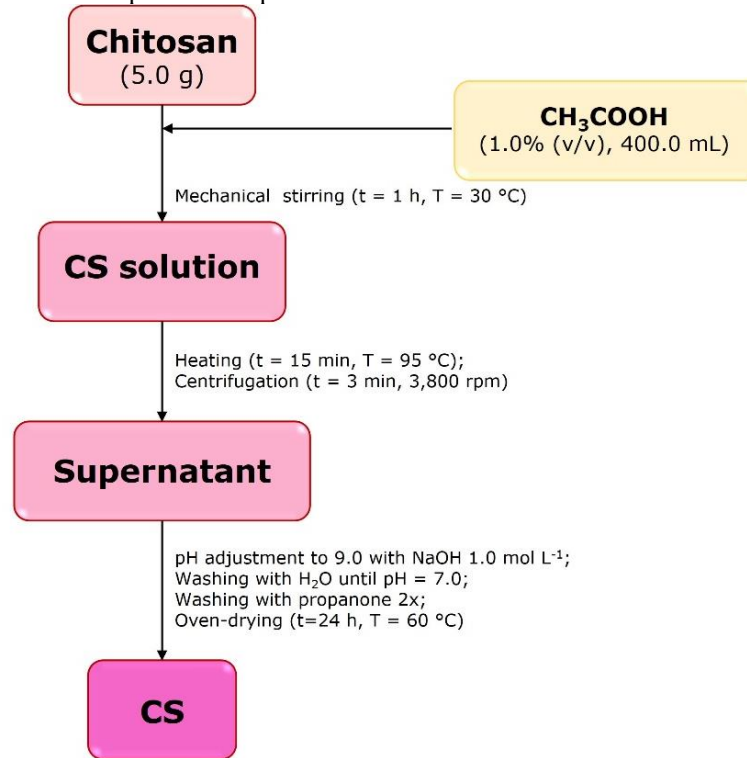 Chitosan
(5.0 g)
CH₃COOH
(1.0% (v/v), 400.0 mL)
Mechanical stirring (t = 1 h, T = 30 °C)
CS solution
Heating (t = 15 min, T = 95 °C);
Centrifugation (t = 3 min, 3,800 rpm)
Supernatant
pH adjustment to 9.0 with NaOH 1.0 mol L⁻¹;
Washing with H₂O until pH = 7.0;
Washing with propanone 2x;
Oven-drying (t=24 h, T = 60 °C)
CS